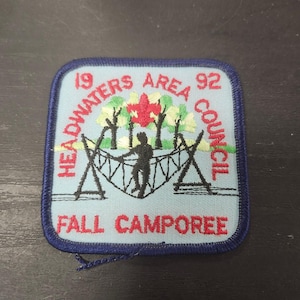 19 92
HEADWATERS AREA COUNCIL
FALL CAMPOREE